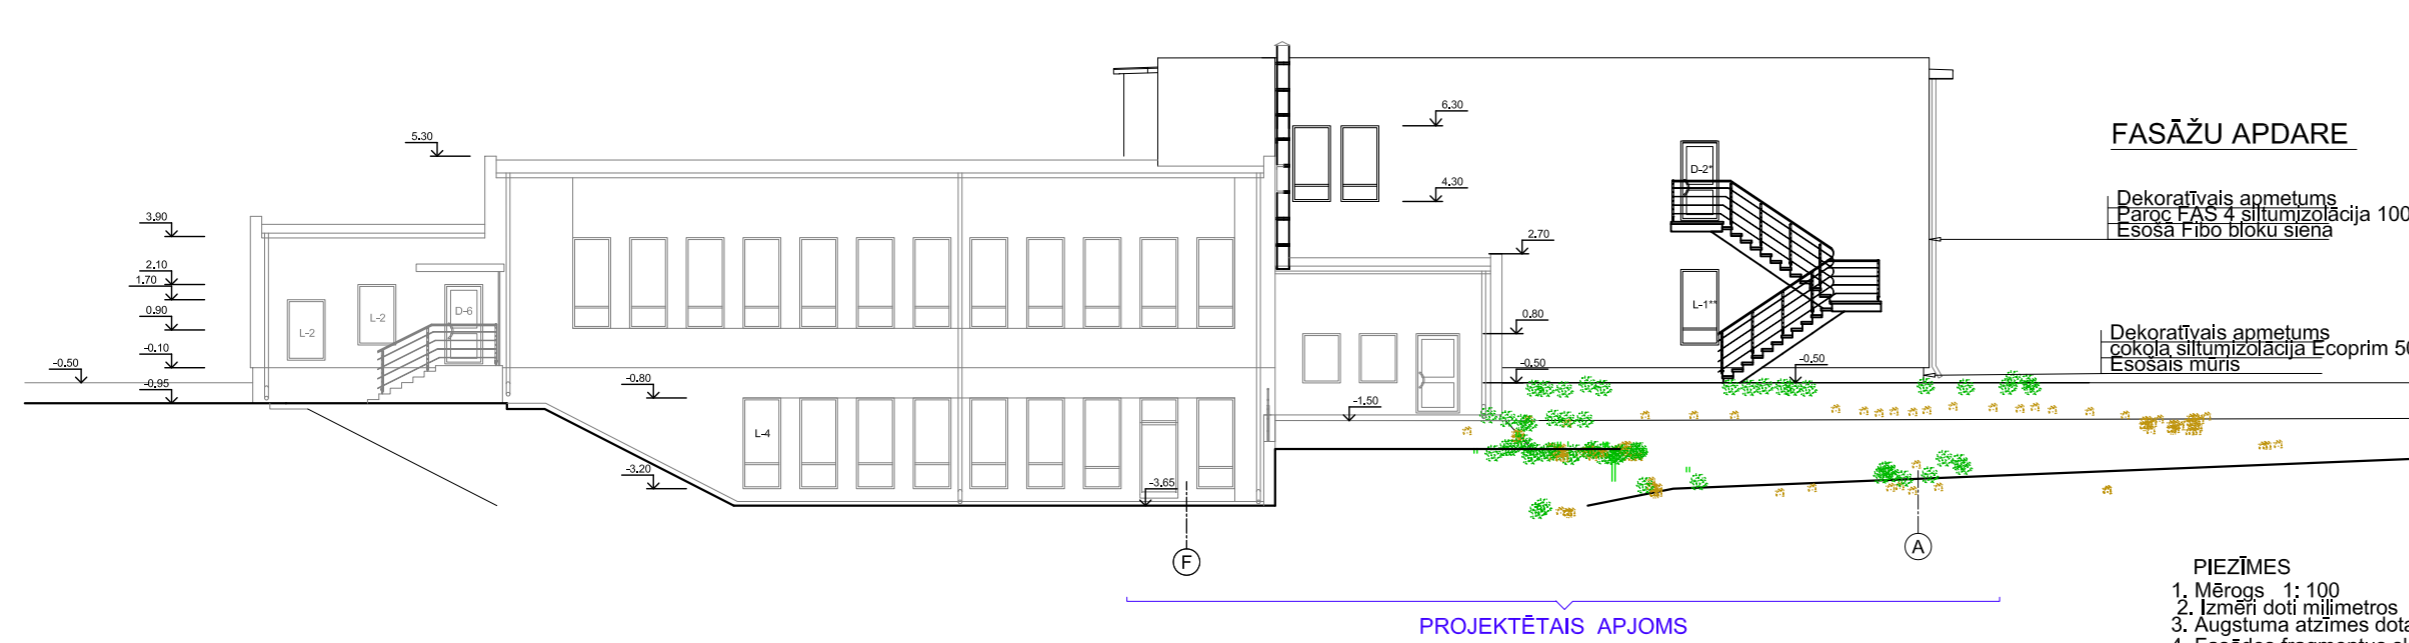 6.30
5.30
FASĀŽU APDARE
D-2*
4.30
Dekoratīvais apmetums
Paroc FAS 4 siltumizolācija 100
Esošā Fibo bloku siena
3.90
2.70
2.10
1.70
L-1**
0.90
L-2
L-2
D-6
0.80
Dekoratīvais apmetums
cokola siltumizolācija Ecoprim 50
Esošais mūris
-0.10
-0.50
-0.50
-0.50
-0.95
-0.80
-1.50
L-4
-3.20
-3.65
F
A
PIEZĪMES
1. Mērogs 1: 100
2. Izmēri doti milimetros
3. Augstuma atzīmes dota
PROJEKTĒTAIS APJOMS